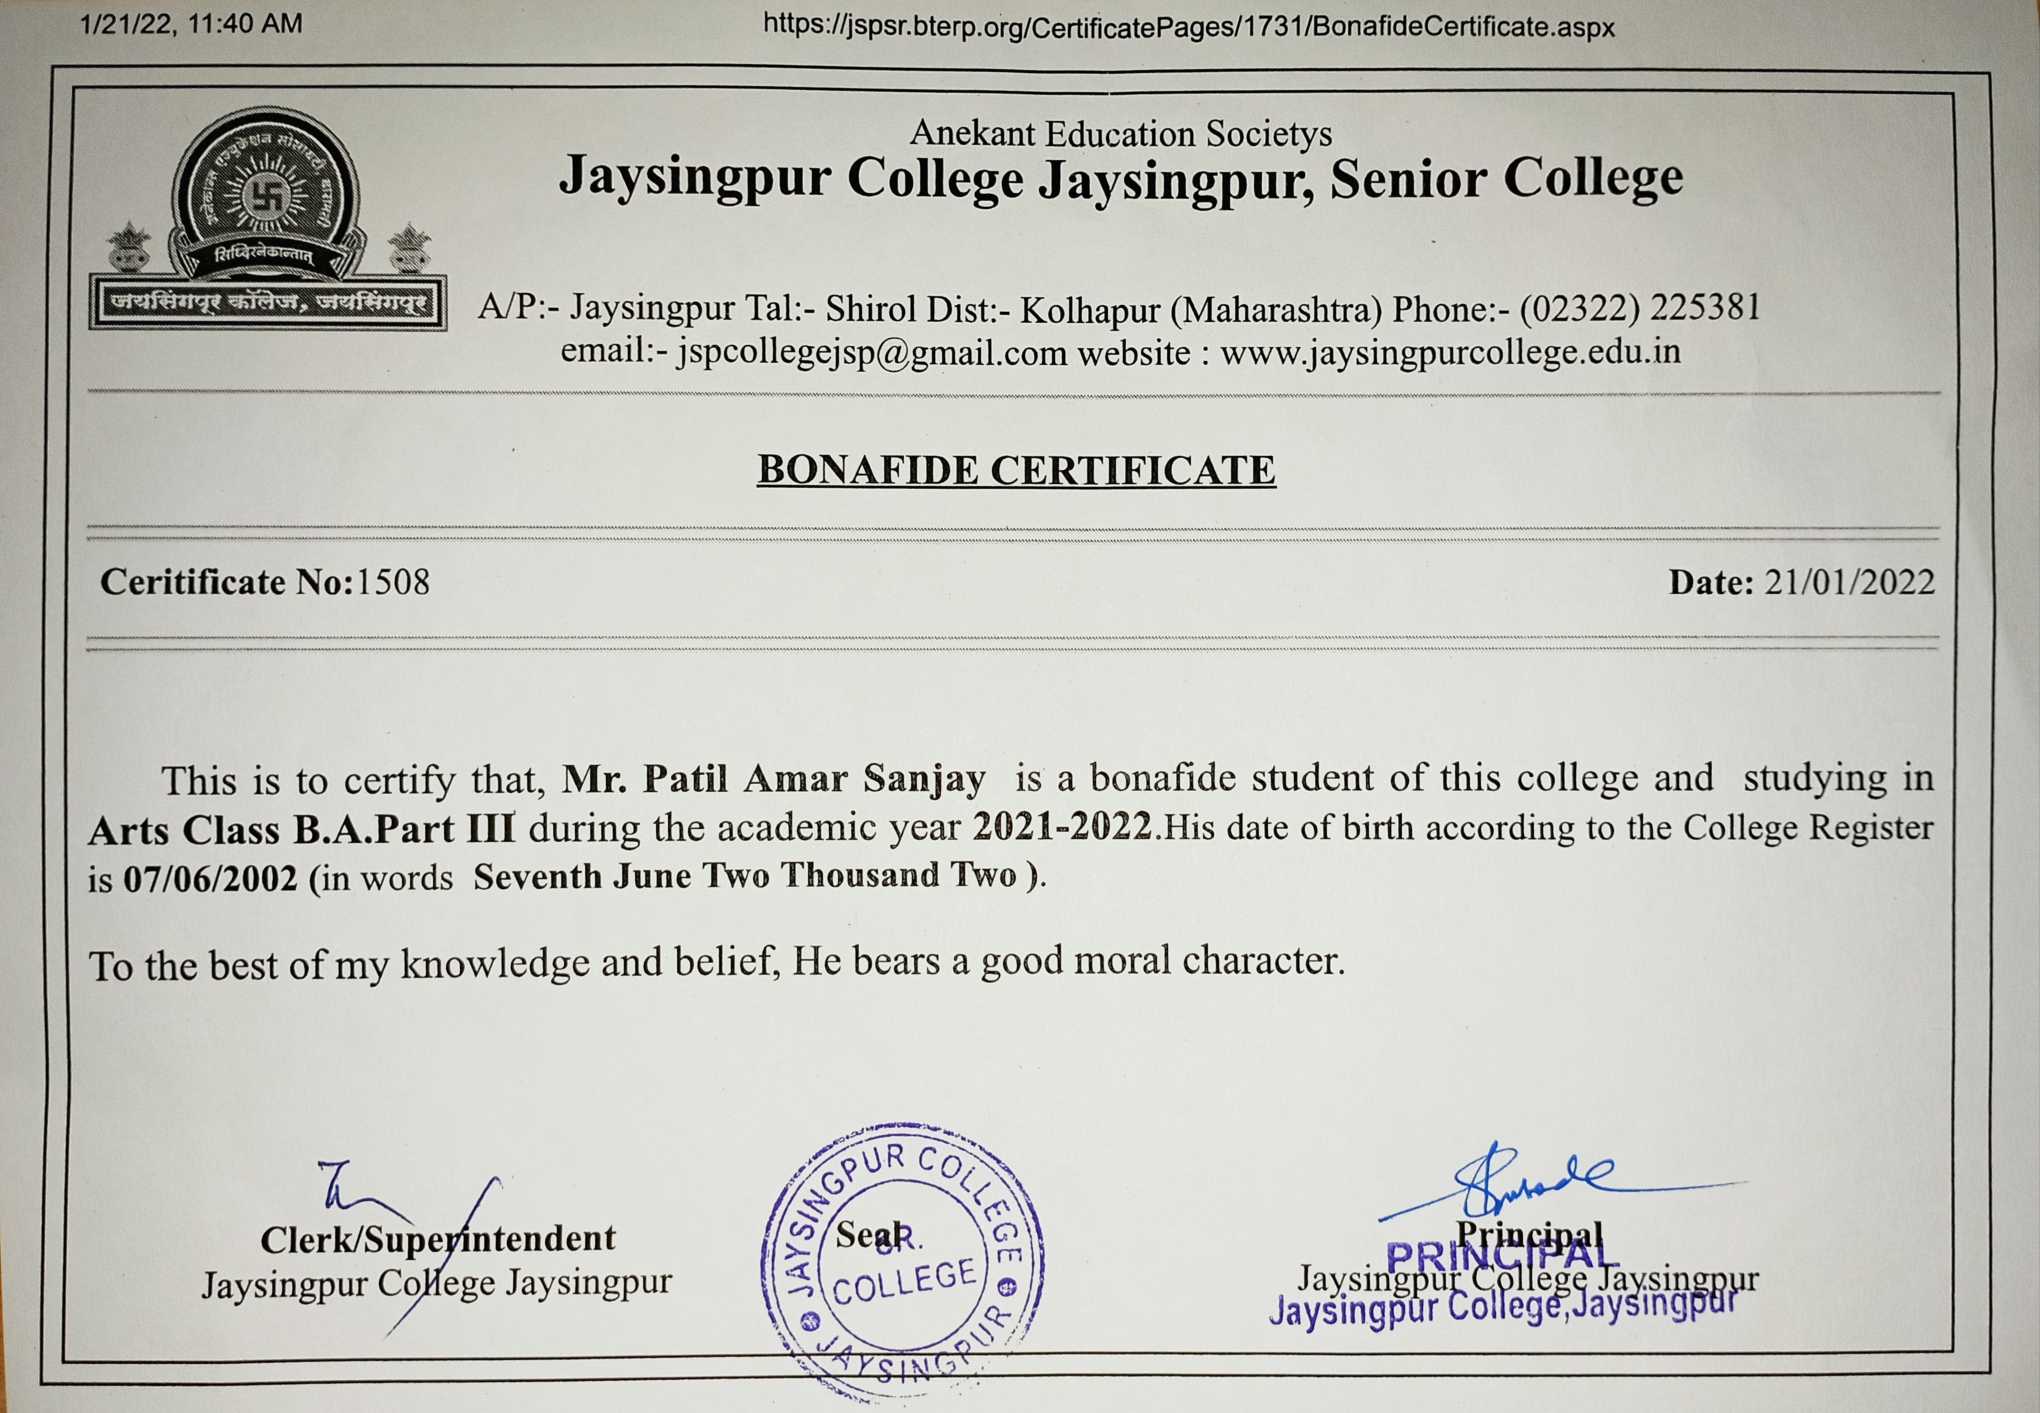 1/21/22, 11:40 AM
https://jspsr.bterp.org/CertificatePages/1731/BonafideCertificate.aspx
Anekant Education Societys
Jaysingpur College Jaysingpur, Senior College
सिध्दिरनेकान्तात्
जयसिंगपूर कॉलेज, जयसिंगपूर
A/P:- Jaysingpur Tal:- Shirol Dist:- Kolhapur (Maharashtra) Phone:- (02322) 225381
email:- jspcollegejsp@gmail.com website : www.jaysingpurcollege.edu.in
BONAFIDE CERTIFICATE
Ceritificate No:1508
Date: 21/01/2022
This is to certify that, Mr. Patil Amar Sanjay is a bonafide student of this college and studying in
Arts Class B.A.Part III during the academic year 2021-2022.His date of birth according to the College Register
is 07/06/2002 (in words Seventh June Two Thousand Two ).
To the best of my knowledge and belief, He bears a good moral character.
Clerk/Superintendent
Jaysingpur College Jaysingpur
Seal
JAYSINGPUR COLLEGE
JAYSINGPUR
COLLEGE
Principal
PRINCIPAL
Jaysingpur College Jaysingpur
Jaysingpur College,Jaysingpur